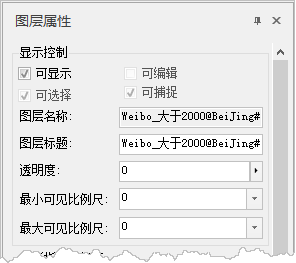 图层属性
显示控制
可显示 可编辑
可选择 可捕捉
图层名称: Weibo_大于2000@BeiJing#
图层标题: Weibo_大于2000@BeiJing#
透明度: 0
最小可见比例尺: 0
最大可见比例尺: 0